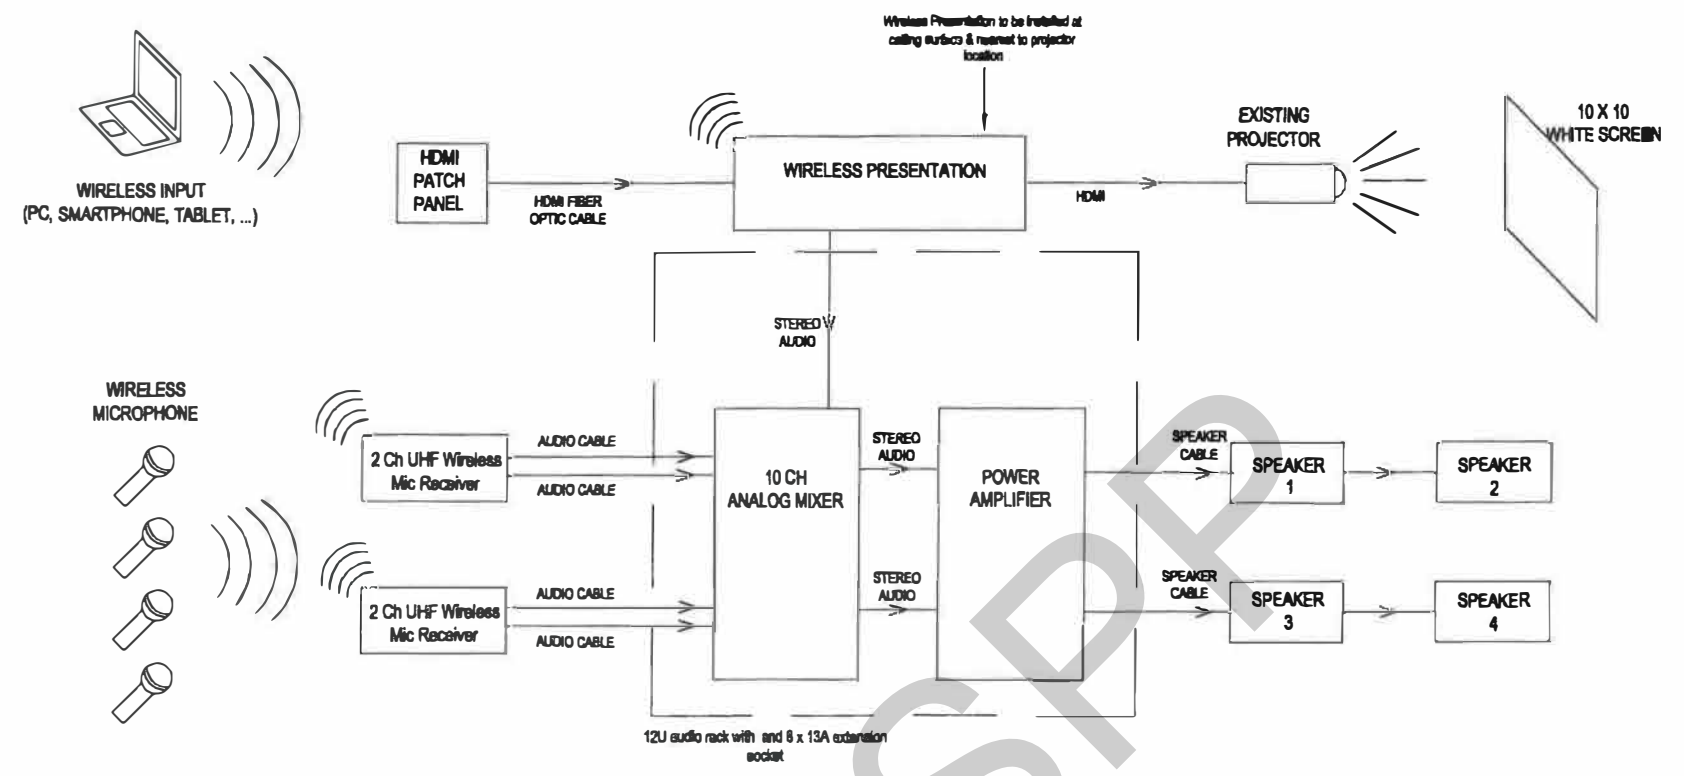 Wireless Presentation to be installed at
ceiling surface & nearest to projector
location
EXISTING
PROJECTOR
10 X 10
WHITE SCREEN
HDMI
PATCH
PANEL
WIRELESS PRESENTATION
WIRELESS INPUT
(PC, SMARTPHONE, TABLET, ...)
HDMI FIBER
OPTIC CABLE
HDMI
STEREO
AUDIO
WIRELESS
MICROPHONE
2 Ch UHF Wireless
Mic Receiver
AUDIO CABLE
AUDIO CABLE
10 CH
ANALOG MIXER
STEREO
AUDIO
POWER
AMPLIFIER
SPEAKER
CABLE
SPEAKER
1
SPEAKER
2
2 Ch UHF Wireless
Mic Receiver
AUDIO CABLE
AUDIO CABLE
STEREO
AUDIO
SPEAKER
CABLE
SPEAKER
3
SPEAKER
4
12U audio rack with and 6 x 13A extension
socket
SPP